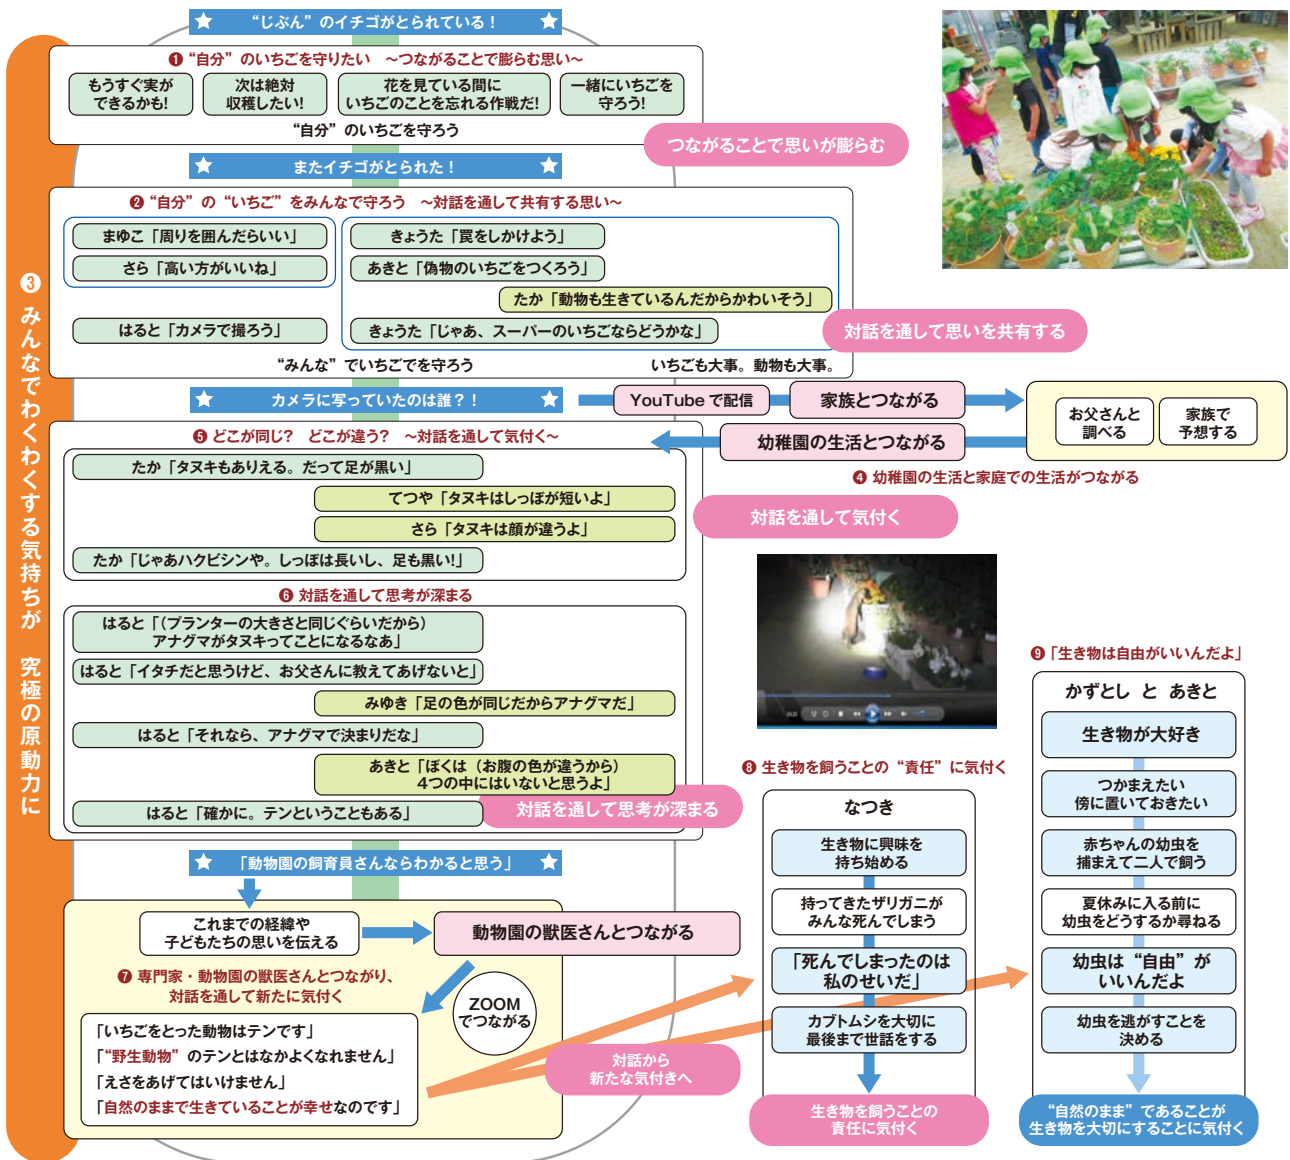 ★ “じぶん”のイチゴがとられている！ ★
❶ “自分”のいちごを守りたい　～つながることで膨らむ思い～
もうすぐ実が
できるかも!
次は絶対
収穫したい!
花を見ている間に
いちごのことを忘れる作戦だ!
一緒にいちごを
守ろう!
“自分”のいちごを守ろう
つながることで思いが膨らむ
★ またイチゴがとられた！ ★
❷ “自分”の“いちご”をみんなで守ろう　～対話を通して共有する思い～
まゆこ「周りを囲んだらいい」
さら「高い方がいいね」
はると「カメラで撮ろう」
きょうた「罠をしかけよう」
あきと「偽物のいちごをつくろう」
たか「動物も生きているんだからかわいそう」
きょうた「じゃあ、スーパーのいちごならどうかな」
対話を通して思いを共有する
“みんな”でいちごでを守ろう
いちごも大事。動物も大事。
❸ みんなでわくわくする気持ちが　究極の原動力に
★ カメラに写っていたのは誰？！ ★
YouTubeで配信
家族とつながる
お父さんと
調べる
家族で
予想する
幼稚園の生活とつながる
❹ 幼稚園の生活と家庭での生活がつながる
❺ どこが同じ？　どこが違う？　～対話を通して気付く～
たか「タヌキもありえる。だって足が黒い」
てつや「タヌキはしっぽが短いよ」
さら「タヌキは顔が違うよ」
たか「じゃあハクビシンや。しっぽは長いし、足も黒い!」
対話を通して気付く
❻ 対話を通して思考が深まる
はると「（プランターの大きさと同じぐらいだから）
アナグマがタヌキってことになるなあ」
はると「イタチだと思うけど、お父さんに教えてあげないと」
みゆき「足の色が同じだからアナグマだ」
はると「それなら、アナグマで決まりだな」
あきと「ぼくは（お腹の色が違うから）
４つの中にはいないと思うよ」
はると「確かに。テンということもある」
対話を通して思考が深まる
★ 「動物園の飼育員さんならわかると思う」 ★
これまでの経緯や
子どもたちの思いを伝える
動物園の獣医さんとつながる
❼ 専門家・動物園の獣医さんとつながり、
対話を通して新たに気付く
ZOOM
でつながる
「いちごをとった動物はテンです」
「“野生動物”のテンとはなかよくなれません」
「えさをあげてはいけません」
「自然のままで生きていることが幸せなのです」
対話から
新たな気付きへ
❽ 生き物を飼うことの“責任”に気付く
なつき
生き物に興味を
持ち始める
持ってきたザリガニが
みんな死んでしまう
「死んでしまったのは
私のせいだ」
カブトムシを大切に
最後まで世話をする
生き物を飼うことの
責任に気付く
❾ 「生き物は自由がいいんだよ」
かずとし と あきと
生き物が大好き
つかまえたい
傍に置いておきたい
赤ちゃんの幼虫を
捕まえて二人で飼う
夏休みに入る前に
幼虫をどうするか尋ねる
幼虫は“自由”が
いいんだよ
幼虫を逃がすことを
決める
“自然のまま”であることが
生き物を大切にすることに気付く